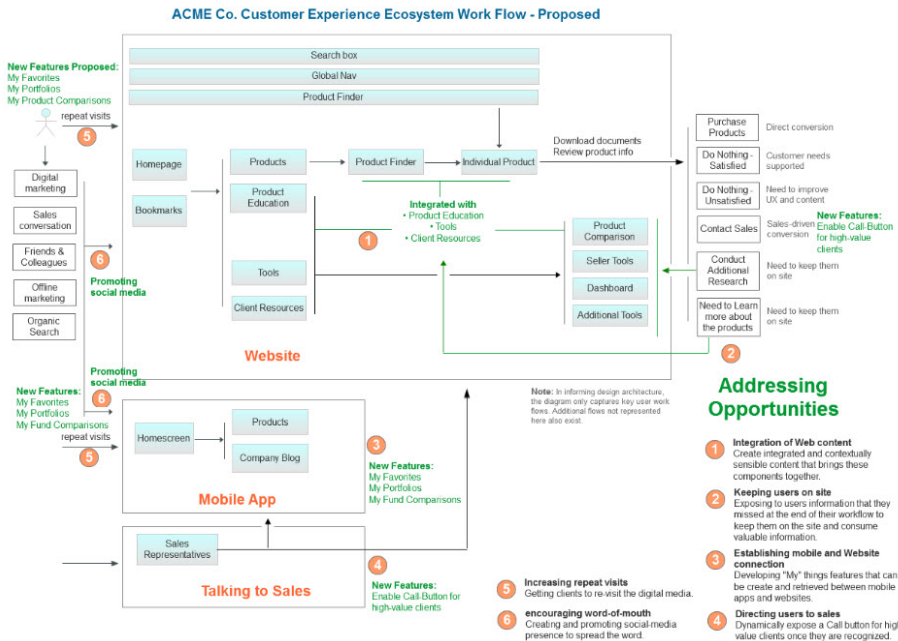 ACME Co. Customer Experience Ecosystem Work Flow - Proposed
Search box
Global Nav
Product Finder
New Features Proposed:
My Favorites
My Portfolios
My Product Comparisons
repeat visits
5
Digital
marketing
Sales
conversation
Friends &
Colleagues
Offline
marketing
Organic
Search
6
Promoting
social media
Homepage
Bookmarks
Products
Product
Education
Tools
Client Resources
Product Finder
Individual Product
Download documents
Review product info
Integrated with
• Product Education
• Tools
• Client Resources
1
Product
Comparison
Seller Tools
Dashboard
Additional Tools
Website
Purchase
Products
Direct conversion
Do Nothing -
Satisfied
Customer needs
supported
Do Nothing -
Unsatisfied
Need to improve
UX and content
Contact Sales
Sales-driven
conversion
New Features:
Enable Call-Button
for high-value
clients
Conduct
Additional
Research
Need to keep them
on site
Need to Learn
more about
the products
Need to keep them
on site
2
Promoting
social media
6
New Features:
My Favorites
My Portfolios
My Fund Comparisons
repeat visits
5
Homescreen
Products
Company Blog
Mobile App
3
New Features:
My Favorites
My Portfolios
My Fund Comparisons
Note: In informing design architecture,
the diagram only captures key user work
flows. Additional flows not represented
here also exist.
Sales
Representatives
Talking to Sales
4
New Features:
Enable Call-Button for
high-value clients
Addressing
Opportunities
1
Integration of Web content
Create integrated and contextually
sensible content that brings these
components together.
2
Keeping users on site
Exposing to users information that they
missed at the end of their workflow to
keep them on the site and consume
valuable information.
3
Establishing mobile and Website
connection
Developing "My" things features that can
be create and retrieved between mobile
apps and websites.
4
Directing users to sales
Dynamically expose a Call button for hig
value clients once they are recognized.
5
Increasing repeat visits
Getting clients to re-visit the digital media.
6
encouraging word-of-mouth
Creating and promoting social-media
presence to spread the word.